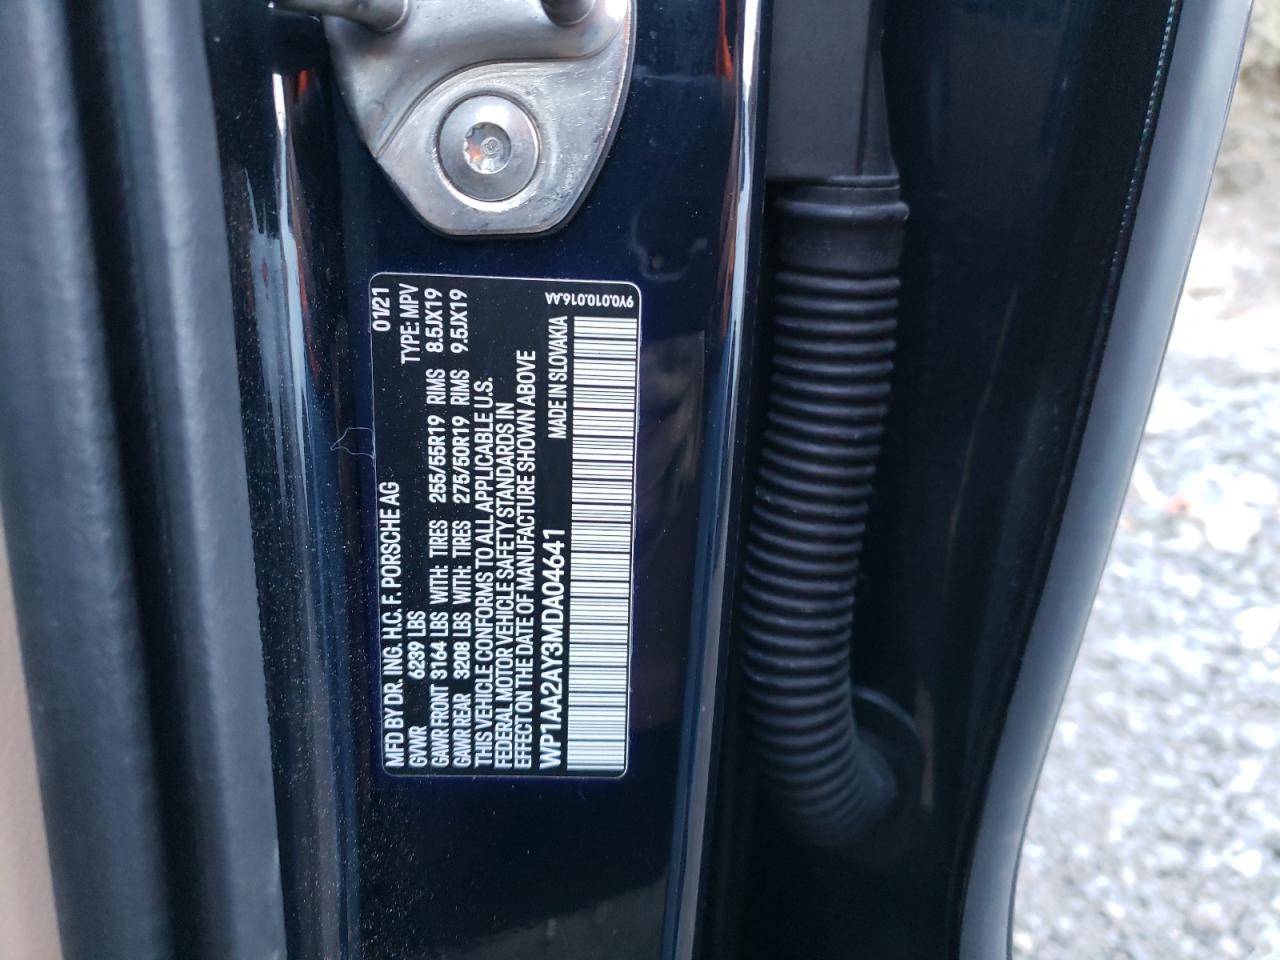 MFD BY DR. ING. H.C. F. PORSCHE AG 01/21
GVWR 6239 LBS TYPE: MPV
GAWR FRONT 3164 LBS WITH: TIRES 255/55R19 RIMS 8.5JX19
GAWR REAR 3208 LBS WITH: TIRES 275/50R19 RIMS 9.5JX19
THIS VEHICLE CONFORMS TO ALL APPLICABLE U.S.
FEDERAL MOTOR VEHICLE SAFETY STANDARDS IN
EFFECT ON THE DATE OF MANUFACTURE SHOWN ABOVE
WP1AA2AY3MDA04641 MADE IN SLOVAKIA
9Y0.010.016.AA